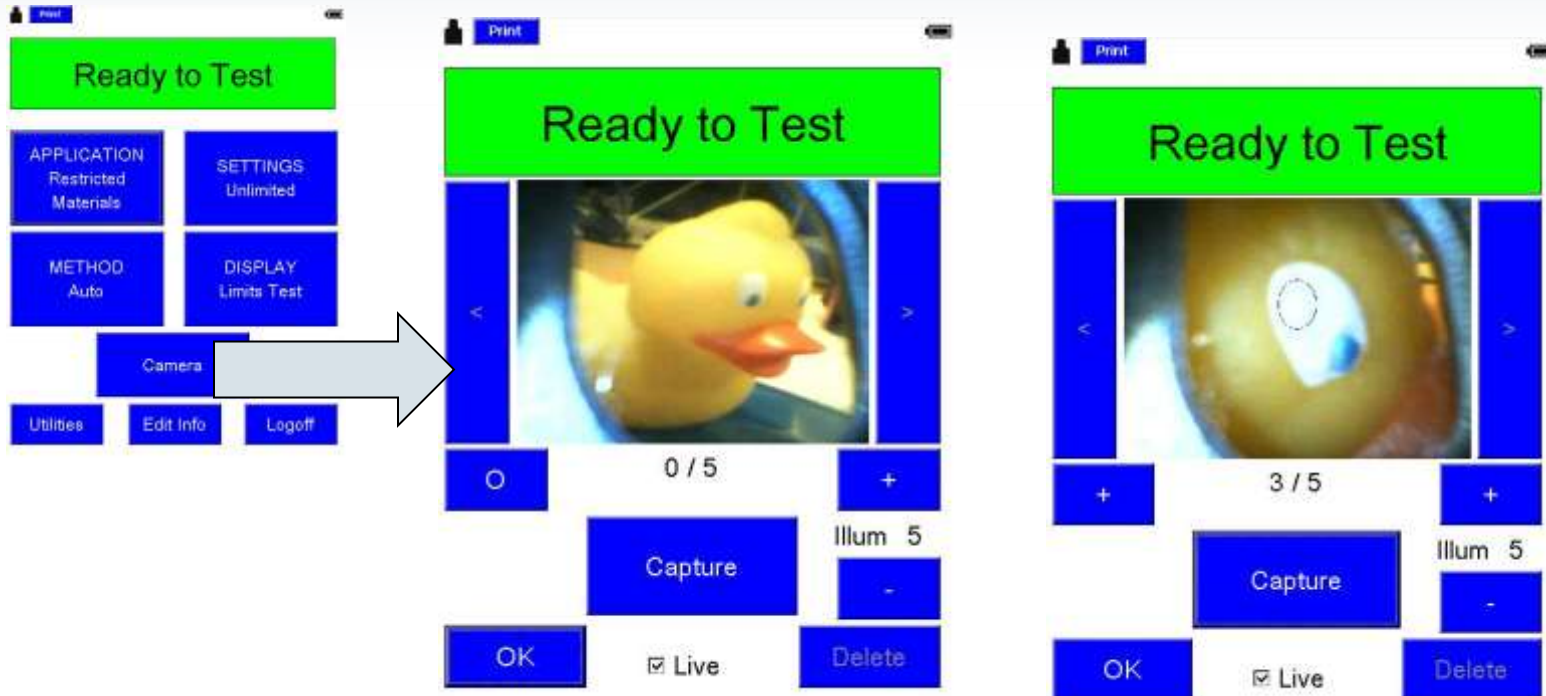 Print
Ready to Test
APPLICATION
Restricted
Materials
SETTINGS
Unlimited
METHOD
Auto
DISPLAY
Limits Test
Camera
Utilities
Edit Info
Logoff
Print
Ready to Test
<
>
O
0 / 5
+
Illum 5
Capture
-
OK
Live
Delete
Print
Ready to Test
<
>
+
3 / 5
+
Illum 5
Capture
-
OK
Live
Delete